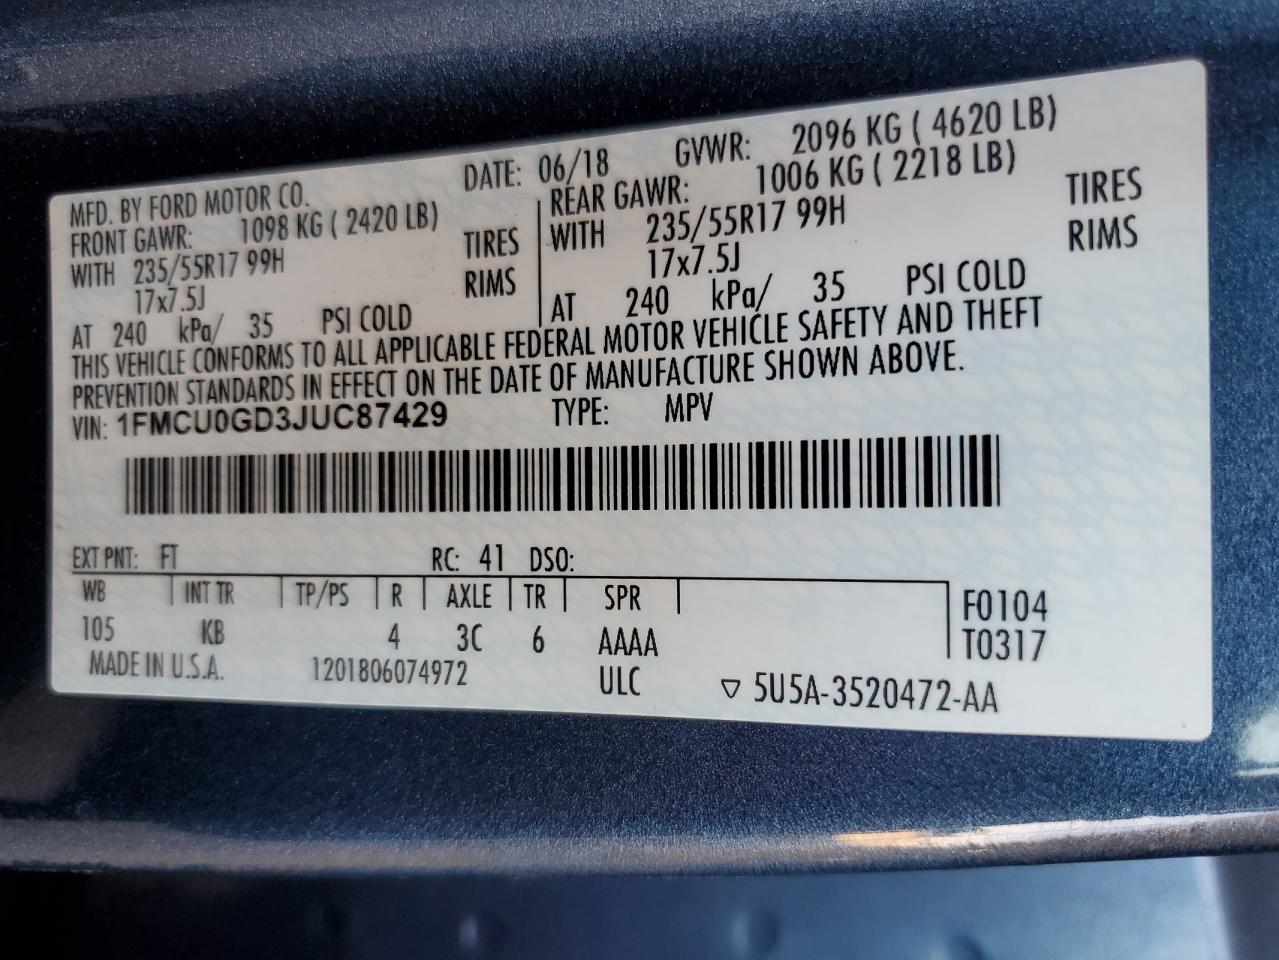 MFD. BY FORD MOTOR CO. DATE: 06/18 GVWR: 2096 KG ( 4620 LB)
FRONT GAWR: 1098 KG ( 2420 LB) REAR GAWR: 1006 KG ( 2218 LB)
WITH 235/55R17 99H TIRES WITH 235/55R17 99H TIRES
17x7.5J RIMS 17x7.5J RIMS
AT 240 kPa/ 35 PSI COLD AT 240 kPa/ 35 PSI COLD
THIS VEHICLE CONFORMS TO ALL APPLICABLE FEDERAL MOTOR VEHICLE SAFETY AND THEFT
PREVENTION STANDARDS IN EFFECT ON THE DATE OF MANUFACTURE SHOWN ABOVE.
VIN: 1FMCU0GD3JUC87429 TYPE: MPV
EXT PNT: FT RC: 41 DSO:
WB INT TR TP/PS R AXLE TR SPR F0104
105 KB 4 3C 6 AAAA T0317
MADE IN U.S.A. 1201806074972 ULC 5U5A-3520472-AA